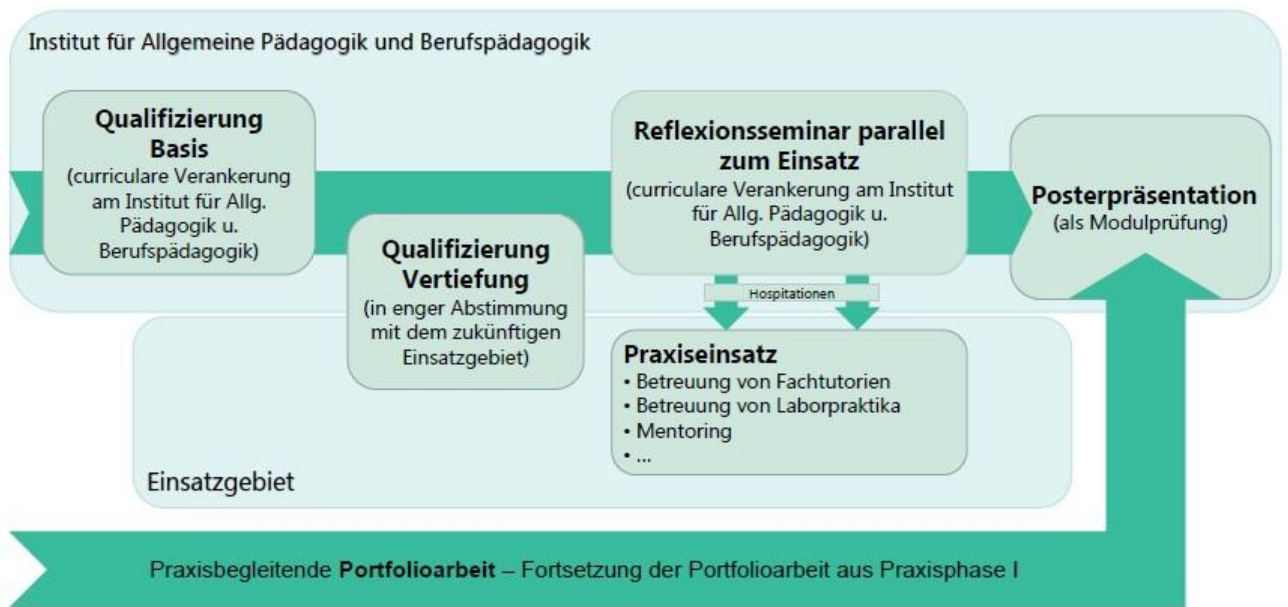 Institut für Allgemeine Pädagogik und Berufspädagogik
Qualifizierung
Basis
(curriculare Verankerung
am Institut für Allg.
Pädagogik u.
Berufspädagogik)
Qualifizierung
Vertiefung
(in enger Abstimmung
mit dem zukünftigen
Einsatzgebiet)
Reflexionsseminar parallel
zum Einsatz
(curriculare Verankerung am Institut
für Allg. Pädagogik u.
Berufspädagogik)
Hospitationen
Praxiseinsatz
• Betreuung von Fachtutorien
• Betreuung von Laborpraktika
• Mentoring
• ...
Posterpräsentation
(als Modulprüfung)
Einsatzgebiet
Praxisbegleitende Portfolioarbeit – Fortsetzung der Portfolioarbeit aus Praxisphase I